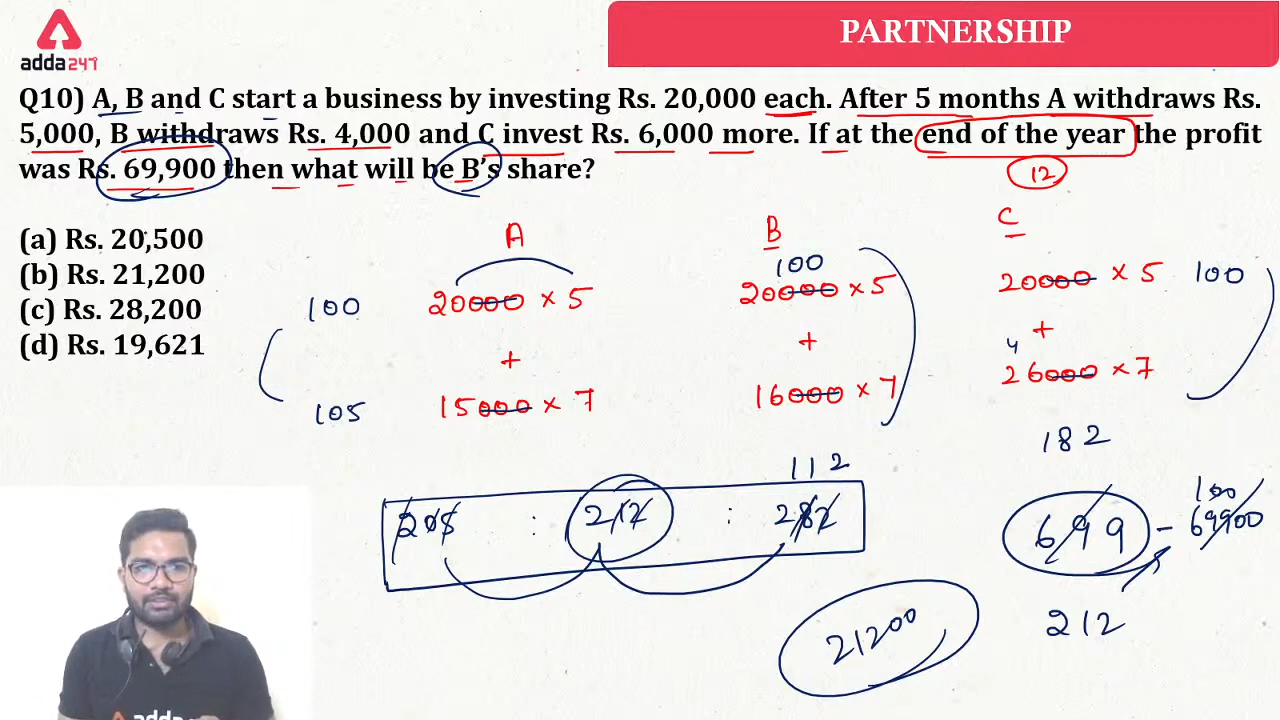 PARTNERSHIP
adda247
Q10) A, B and C start a business by investing Rs. 20,000 each. After 5 months A withdraws Rs.
5,000, B withdraws Rs. 4,000 and C invest Rs. 6,000 more. If at the end of the year the profit
was Rs. 69,900 then what will be B's share?
12
(a) Rs. 20,500
(b) Rs. 21,200
(c) Rs. 28,200
(d) Rs. 19,621
A
B
C
100
20000 × 5
100
20000 × 5
20000 × 5
100
+
+
+
4
105
15000 × 7
16000 × 7
26000 × 7
112
182
205 : 212 : 282
100
699 – 69900
21200
212
adda